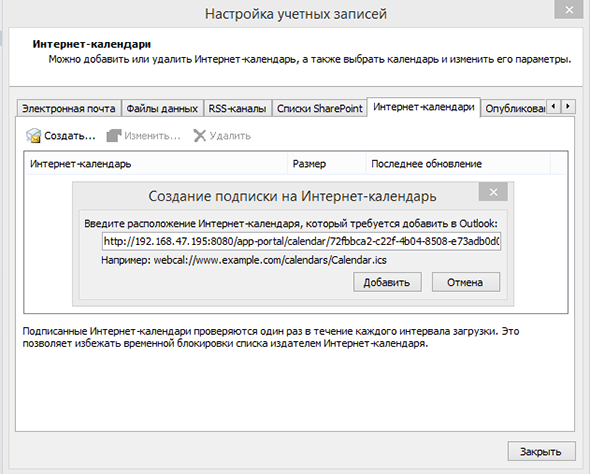 Настройка учетных записей
Интернет-календари
Можно добавить или удалить Интернет-календарь, а также выбрать календарь и изменить его параметры.
Электронная почта Файлы данных RSS-каналы Списки SharePoint Интернет-календари Опубликован
Создать... Изменить... Удалить
Интернет-календарь Размер Последнее обновление
Создание подписки на Интернет-календарь
Введите расположение Интернет-календаря, который требуется добавить в Outlook:
http://192.168.47.195:8080/app-portal/calendar/72fbbca2-c22f-4b04-8508-e73adb0d0
Например: webcal://www.example.com/calendars/Calendar.ics
Добавить Отмена
Подписанные Интернет-календари проверяются один раз в течение каждого интервала загрузки. Это
позволяет избежать временной блокировки списка издателем Интернет-календаря.
Закрыть